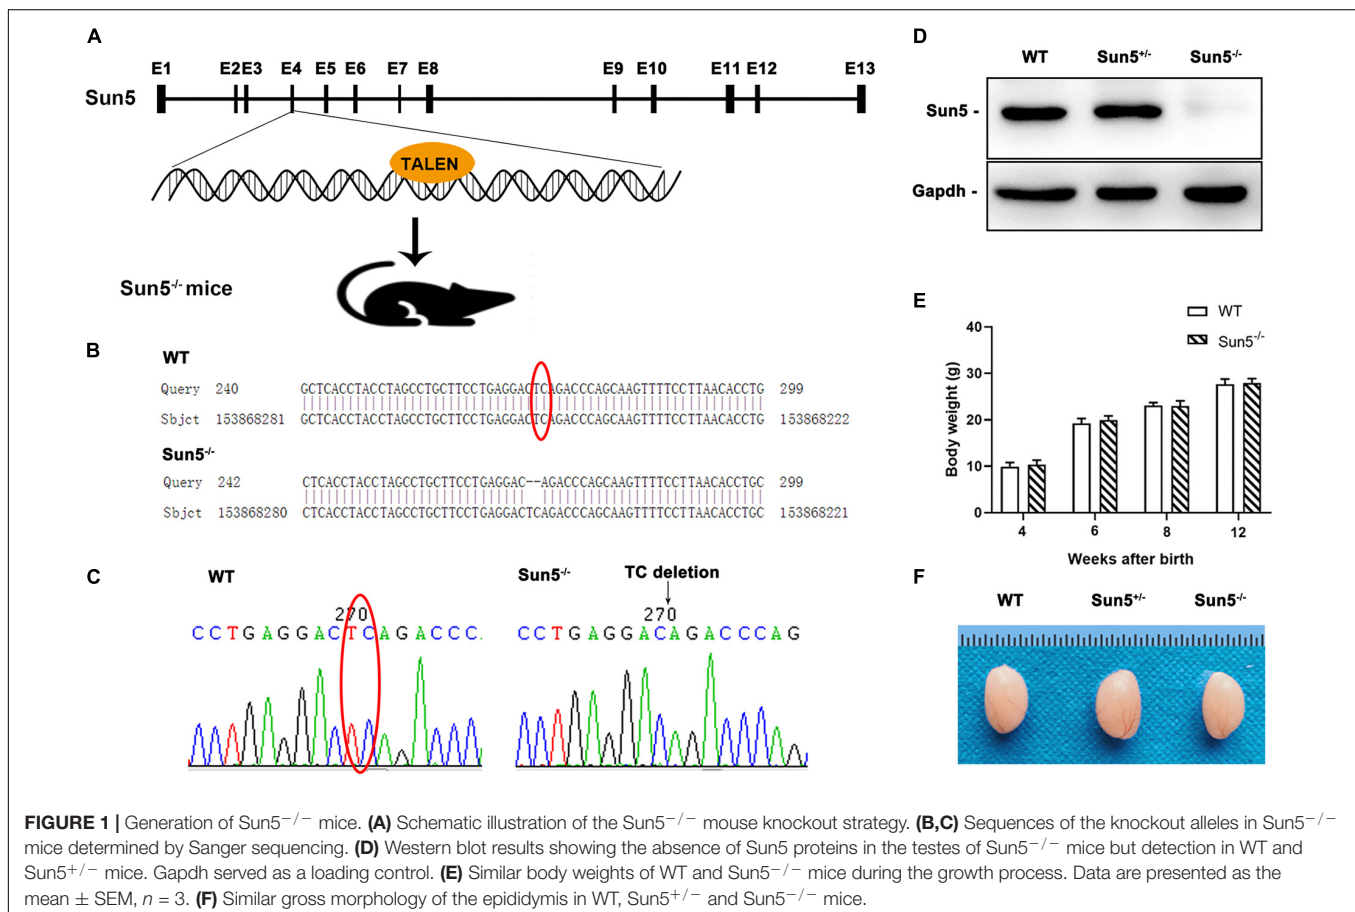 A
E1 E2 E3 E4 E5 E6 E7 E8 E9 E10 E11 E12 E13
Sun5
TALEN
Sun5-/- mice
B
WT
Query 240 GCTCACCTACCTAGCCTGCTTCCTGAGGACTCAGACCCAGCAAGTTTTCCTTAACACCTG 299
Sbjct 153868281 GCTCACCTACCTAGCCTGCTTCCTGAGGACTCAGACCCAGCAAGTTTTCCTTAACACCTG 153868222
Sun5-/-
Query 242 CTCACCTACCTAGCCTGCTTCCTGAGGAC--AGACCCAGCAAGTTTTCCTTAACACCTGC 299
Sbjct 153868280 CTCACCTACCTAGCCTGCTTCCTGAGGACTCAGACCCAGCAAGTTTTCCTTAACACCTGC 153868221
C
WT
270
CCTGAGGACTCAGACCC.
Sun5-/-
TC deletion
270
CCTGAGGACAGACCCAG
D
WT Sun5+/- Sun5-/-
Sun5 -
Gapdh -
E
WT
Sun5-/-
Body weight (g)
40
30
20
10
0
4 6 8 12
Weeks after birth
F
WT Sun5+/- Sun5-/-
FIGURE 1 | Generation of Sun5−/− mice. (A) Schematic illustration of the Sun5−/− mouse knockout strategy. (B,C) Sequences of the knockout alleles in Sun5−/−
mice determined by Sanger sequencing. (D) Western blot results showing the absence of Sun5 proteins in the testes of Sun5−/− mice but detection in WT and
Sun5+/− mice. Gapdh served as a loading control. (E) Similar body weights of WT and Sun5−/− mice during the growth process. Data are presented as the
mean ± SEM, n = 3. (F) Similar gross morphology of the epididymis in WT, Sun5+/− and Sun5−/− mice.